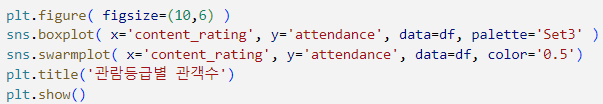 plt.figure( figsize=(10,6) )
sns.boxplot( x='content_rating', y='attendance', data=df, palette='Set3' )
sns.swarmplot( x='content_rating', y='attendance', data=df, color='0.5')
plt.title('관람등급별 관객수')
plt.show()